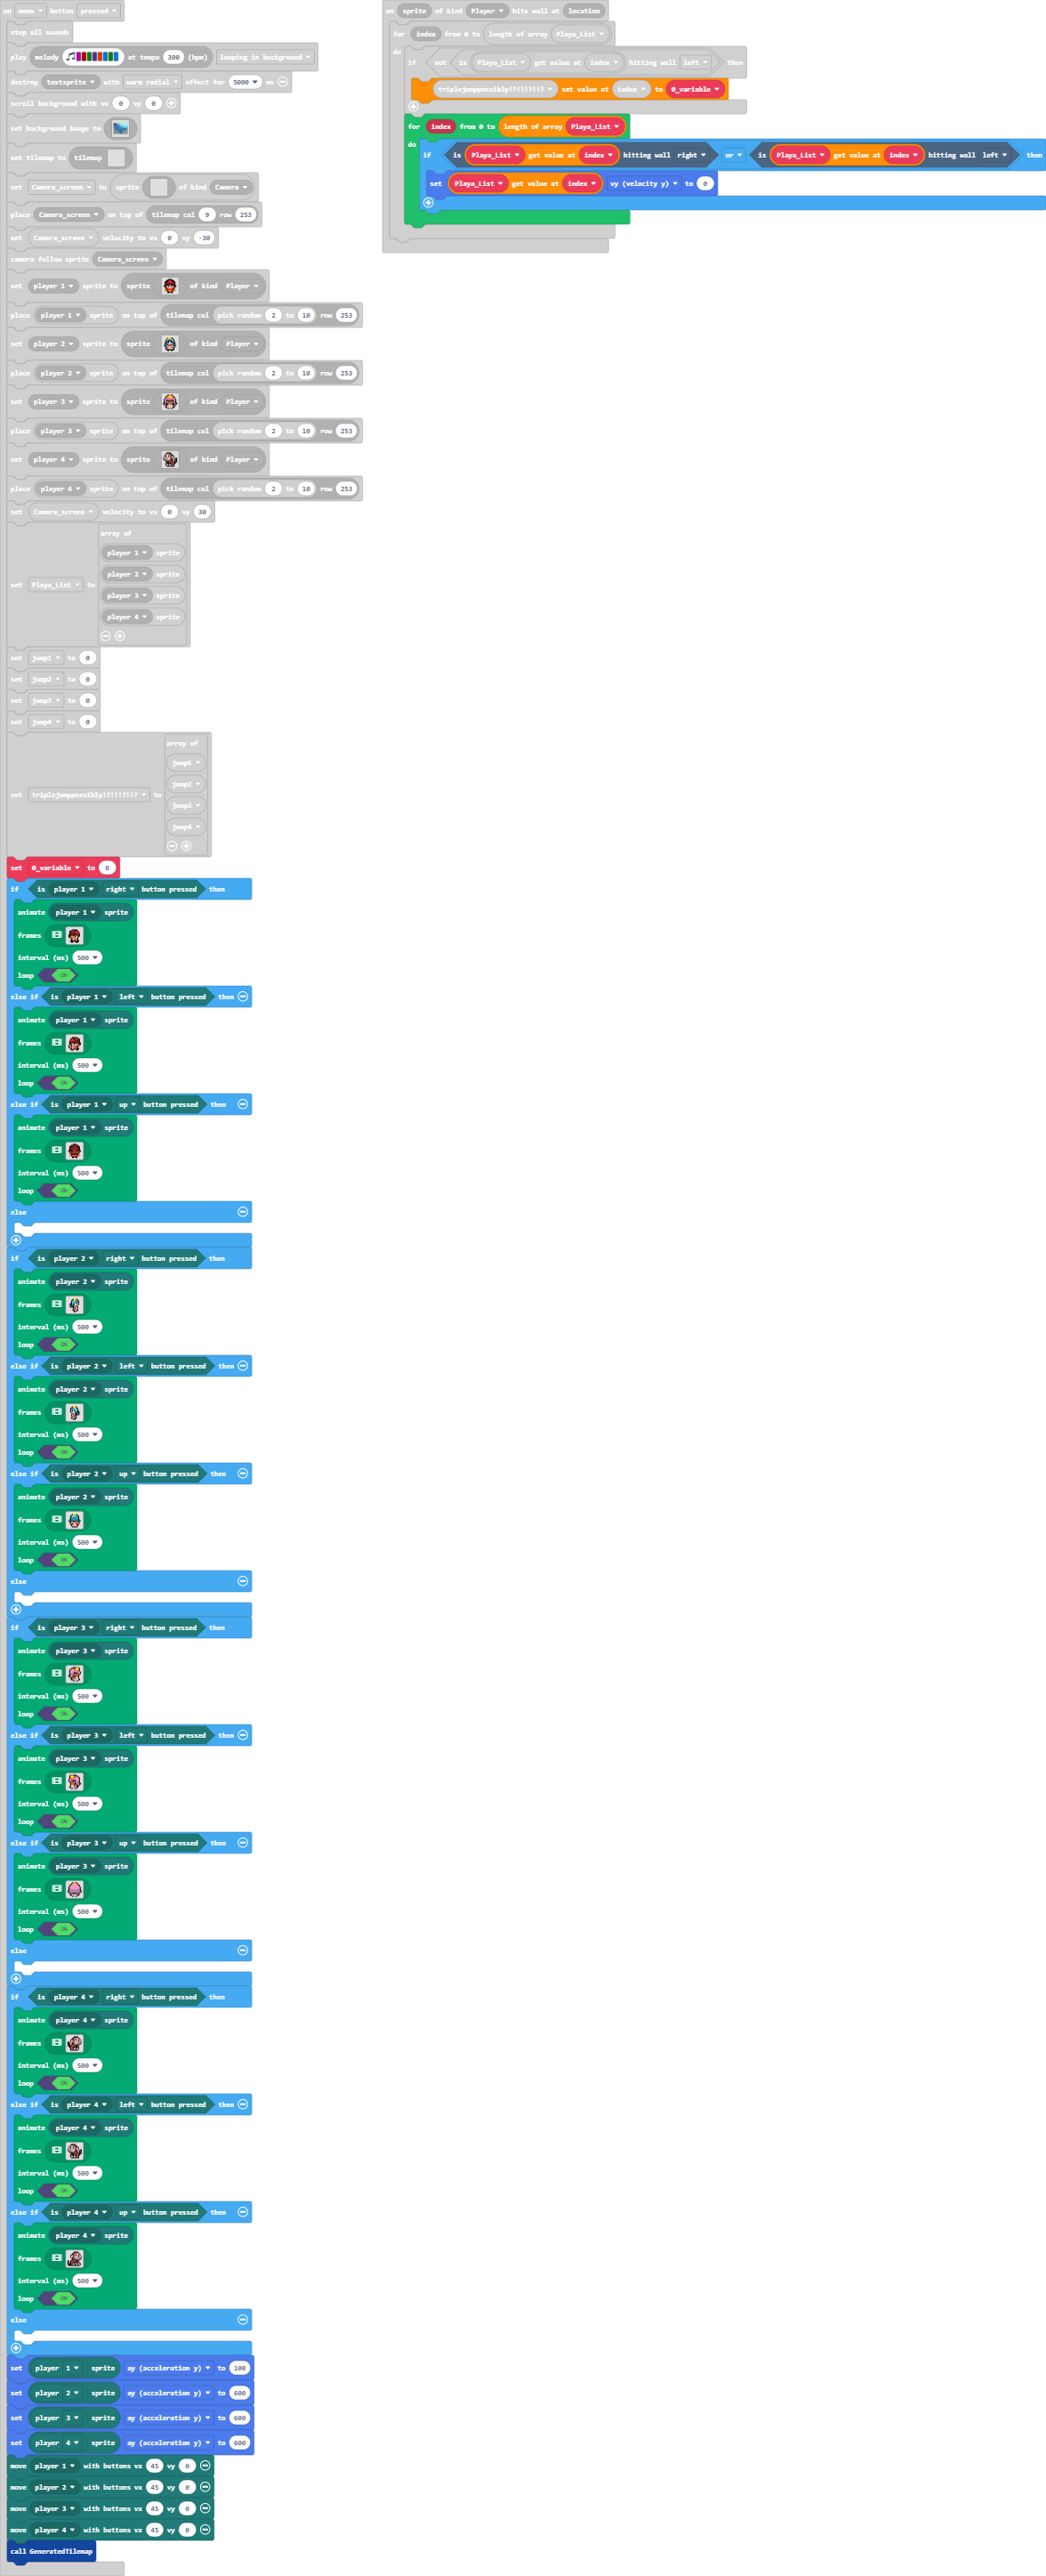 on menu button pressed
stop all sounds
play melody at tempo 300 (bpm) looping in background
destroy textsprite with warm radial effect for 5000 ms
scroll background with vx 0 vy 0
set background image to
set tilemap to tilemap
set Camera_screen to sprite of kind Camera
place Camera_screen on top of tilemap col 9 row 253
set Camera_screen velocity to vx 0 vy -30
camera follow sprite Camera_screen
set player 1 sprite to sprite of kind Player
place player 1 sprite on top of tilemap col pick random 2 to 10 row 253
set player 2 sprite to sprite of kind Player
place player 2 sprite on top of tilemap col pick random 2 to 10 row 253
set player 3 sprite to sprite of kind Player
place player 3 sprite on top of tilemap col pick random 2 to 10 row 253
set player 4 sprite to sprite of kind Player
place player 4 sprite on top of tilemap col pick random 2 to 10 row 253
set Camera_screen velocity to vx 0 vy 30
array of
player 1 sprite
player 2 sprite
set Playa_List to
player 3 sprite
player 4 sprite
set jump1 to 0
set jump2 to 0
set jump3 to 0
set jump4 to 0
array of
jump1
jump2
set triplejumppossibly!?!!!?!!? to
jump3
jump4
set 0_variable to 0
if is player 1 right button pressed then
animate player 1 sprite
frames
interval (ms) 500
loop ON
else if is player 1 left button pressed then
animate player 1 sprite
frames
interval (ms) 500
loop ON
else if is player 1 up button pressed then
animate player 1 sprite
frames
interval (ms) 500
loop ON
else
if is player 2 right button pressed then
animate player 2 sprite
frames
interval (ms) 500
loop ON
else if is player 2 left button pressed then
animate player 2 sprite
frames
interval (ms) 500
loop ON
else if is player 2 up button pressed then
animate player 2 sprite
frames
interval (ms) 500
loop ON
else
if is player 3 right button pressed then
animate player 3 sprite
frames
interval (ms) 500
loop ON
else if is player 3 left button pressed then
animate player 3 sprite
frames
interval (ms) 500
loop ON
else if is player 3 up button pressed then
animate player 3 sprite
frames
interval (ms) 500
loop ON
else
if is player 4 right button pressed then
animate player 4 sprite
frames
interval (ms) 500
loop ON
else if is player 4 left button pressed then
animate player 4 sprite
frames
interval (ms) 500
loop ON
else if is player 4 up button pressed then
animate player 4 sprite
frames
interval (ms) 500
loop ON
else
set player 1 sprite ay (acceleration y) to 100
set player 2 sprite ay (acceleration y) to 600
set player 3 sprite ay (acceleration y) to 600
set player 4 sprite ay (acceleration y) to 600
move player 1 with buttons vx 45 vy 0
move player 2 with buttons vx 45 vy 0
move player 3 with buttons vx 45 vy 0
move player 4 with buttons vx 45 vy 0
call GeneratedTilemap
on sprite of kind Player hits wall at location
for index from 0 to length of array Playa_List
do
if not is Playa_List get value at index hitting wall left then
triplejumppossibly!?!!!?!!? set value at index to 0_variable
for index from 0 to length of array Playa_List
do
if is Playa_List get value at index hitting wall right or is Playa_List get value at index hitting wall left then
set Playa_List get value at index vy (velocity y) to 0